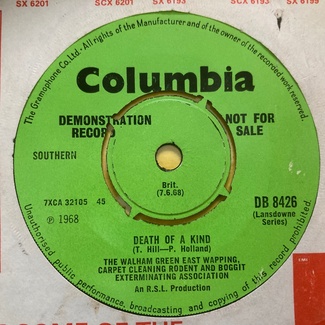 SX 6201
SCX 6201
SX 6193
SCX 6193
SX 6199
The Gramophone Co. Ltd.·All rights of the Manufacturer and of the owner of the recorded work reserved.
Columbia
DEMONSTRATION NOT FOR
RECORD SALE
SOUTHERN
Brit.
(7.6.68)
7XCA 32105 45
DB 8426
(Lansdowne
Series)
℗ 1968
DEATH OF A KIND
(T. Hill—P. Holland)
THE WALHAM GREEN EAST WAPPING,
CARPET CLEANING RODENT AND BOGGIT
EXTERMINATING ASSOCIATION
An R.S.L. Production
Unauthorised public performance, broadcasting and copying of this record prohibited.